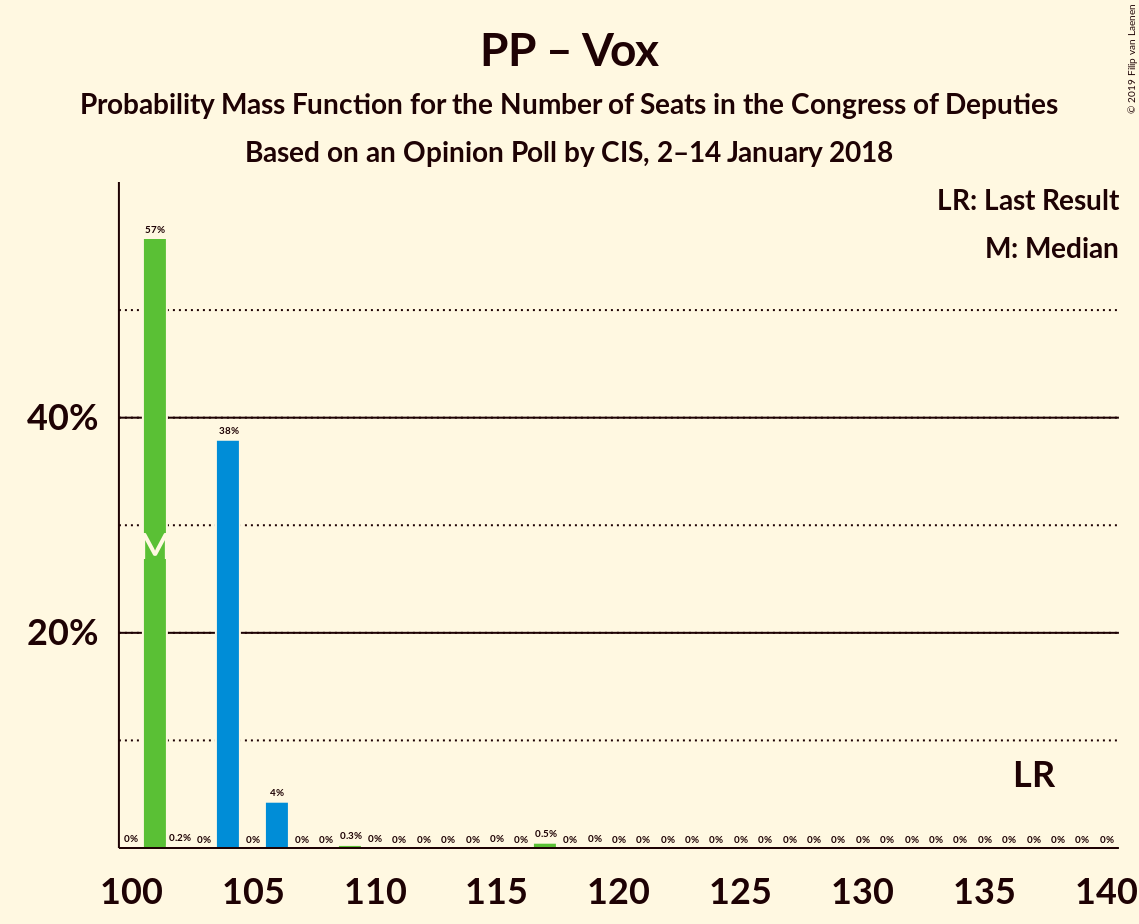 PP – Vox
Probability Mass Function for the Number of Seats in the Congress of Deputies
Based on an Opinion Poll by CIS, 2–14 January 2018
© 2019 Filip van Laenen
LR: Last Result
M: Median
57%
40%
38%
M
20%
LR
4%
0% 0.2% 0% 0% 0% 0% 0.3% 0% 0% 0% 0% 0% 0% 0% 0.5% 0% 0% 0% 0% 0% 0% 0% 0% 0% 0% 0% 0% 0% 0% 0% 0% 0% 0% 0% 0% 0% 0% 0%
100 105 110 115 120 125 130 135 140